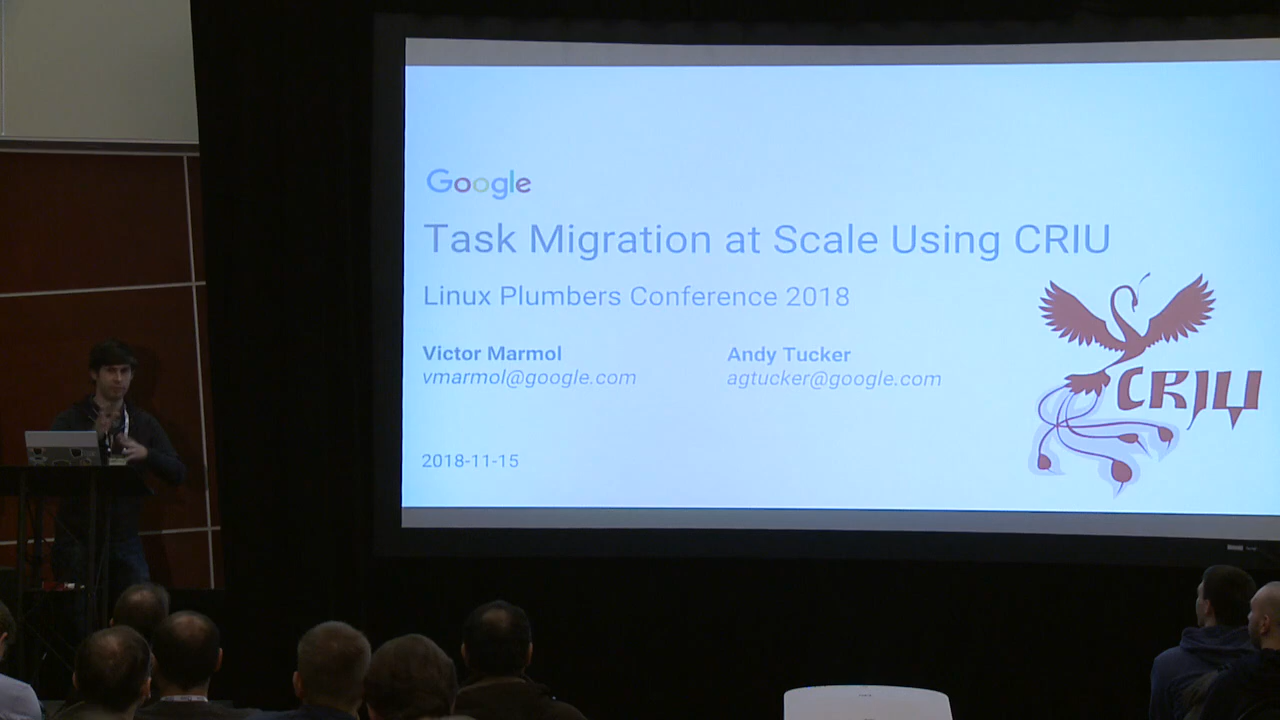 Google
Task Migration at Scale Using CRIU
Linux Plumbers Conference 2018
Victor Marmol
vmarmol@google.com
Andy Tucker
agtucker@google.com
CRIU
2018-11-15